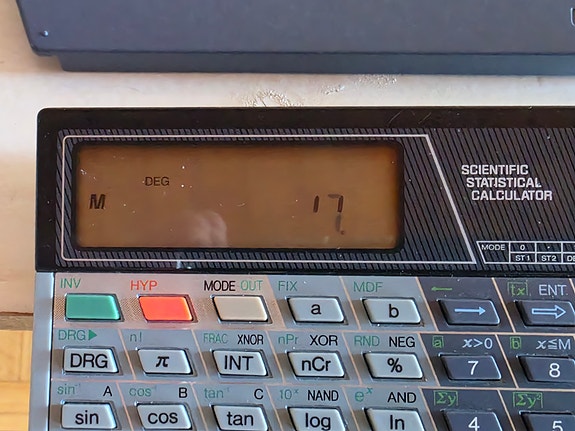 DEG
M 17
SCIENTIFIC
STATISTICAL
CALCULATOR
MODE 0 •
ST1 ST2
INV HYP MODE OUT FIX MDF ENT
a b
DRG▶ n! FRAC XNOR nPr XOR RND NEG a x>0 b x≤M
DRG π INT nCr % 7 8
sin⁻¹ A cos⁻¹ B tan⁻¹ C 10ˣ NAND eˣ AND Σy Σy²
sin cos tan log ln 4 5